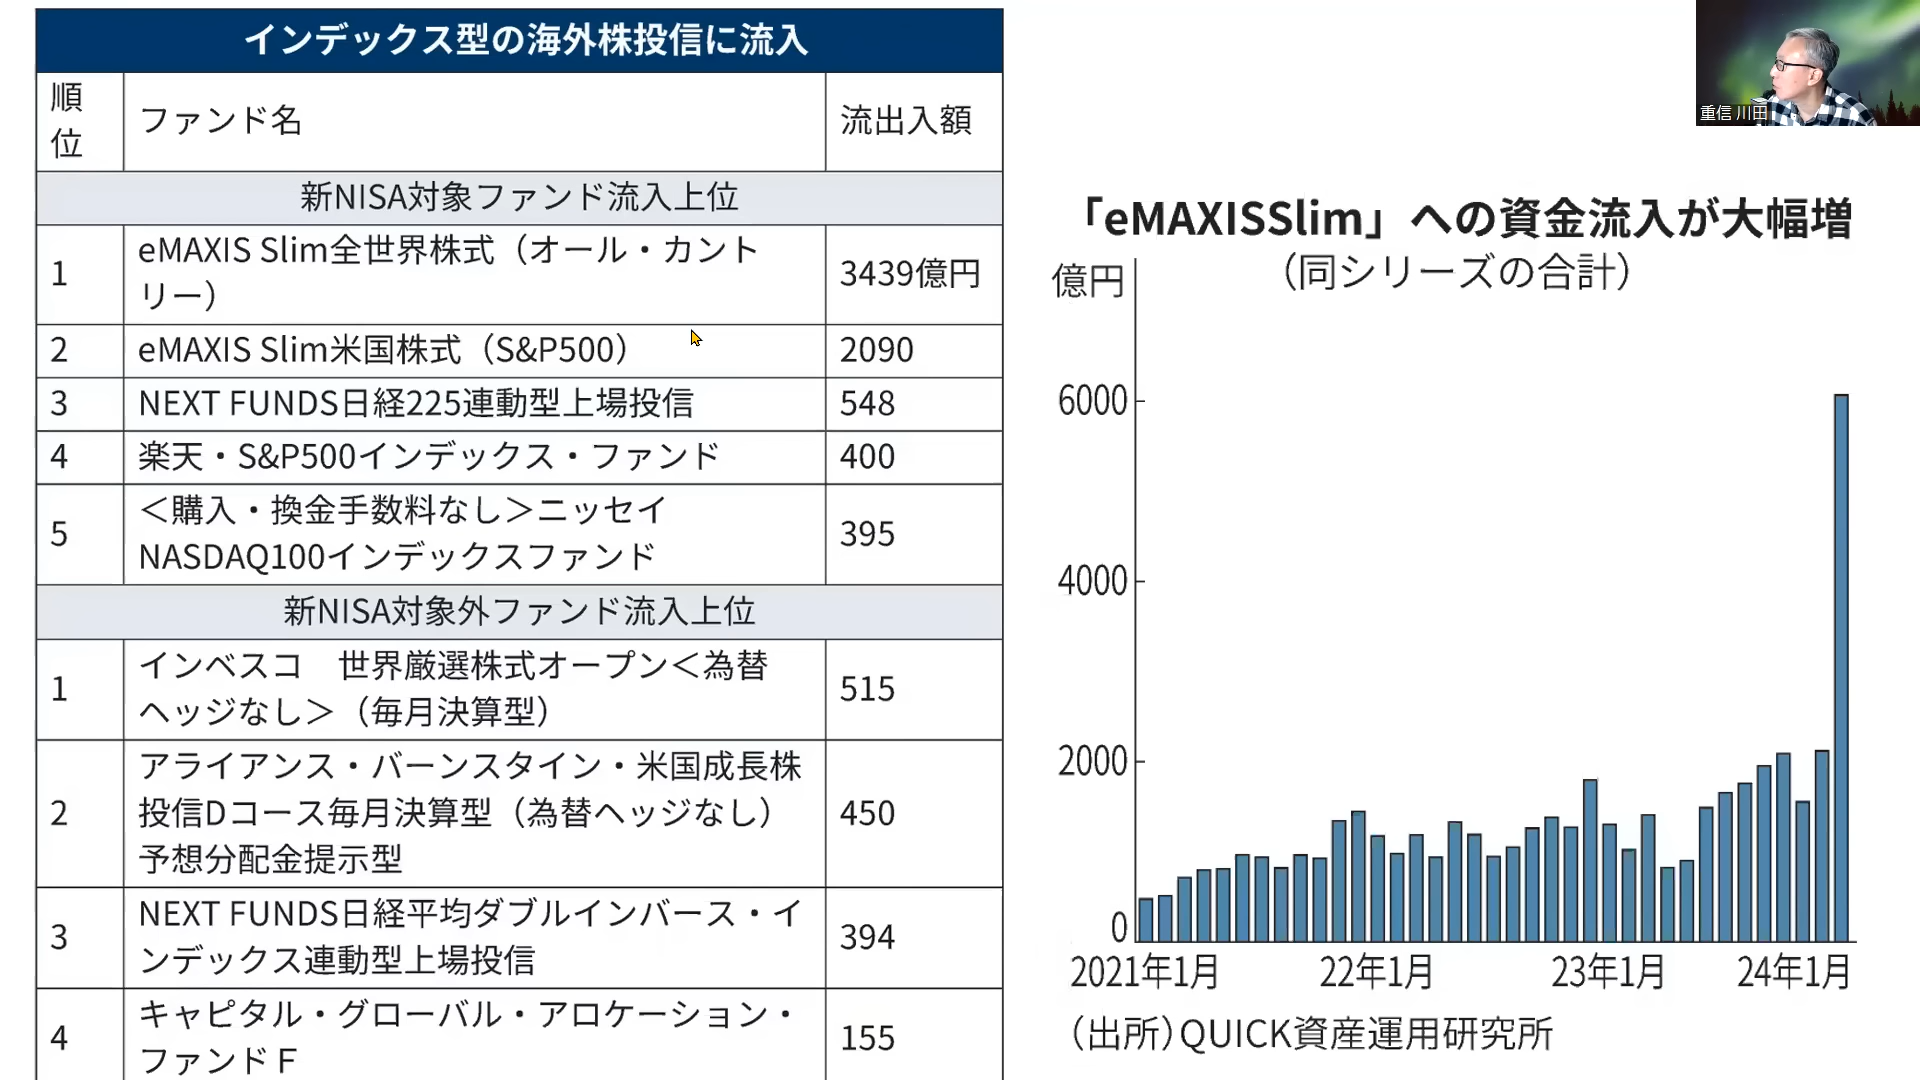 インデックス型の海外株投信に流入
順
位
ファンド名
流出入額
新NISA対象ファンド流入上位
1
eMAXIS Slim全世界株式（オール・カント
リー）
3439億円
2
eMAXIS Slim米国株式（S&P500）
2090
3
NEXT FUNDS日経225連動型上場投信
548
4
楽天・S&P500インデックス・ファンド
400
5
＜購入・換金手数料なし＞ニッセイ
NASDAQ100インデックスファンド
395
新NISA対象外ファンド流入上位
1
インベスコ　世界厳選株式オープン＜為替
ヘッジなし＞（毎月決算型）
515
2
アライアンス・バーンスタイン・米国成長株
投信Dコース毎月決算型（為替ヘッジなし）
予想分配金提示型
450
3
NEXT FUNDS日経平均ダブルインバース・イ
ンデックス連動型上場投信
394
4
キャピタル・グローバル・アロケーション・
ファンドＦ
155
重信 川田
「eMAXISSlim」への資金流入が大幅増
（同シリーズの合計）
億円
6000
4000
2000
0
2021年1月
22年1月
23年1月
24年1月
（出所）QUICK資産運用研究所